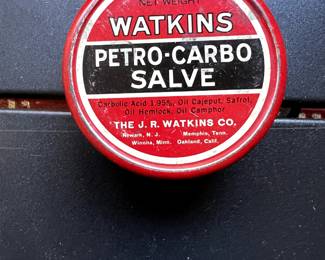 NET WEIGHT
WATKINS
PETRO-CARBO
SALVE
Carbolic Acid 1.95%, Oil Cajeput, Safrol,
Oil Hemlock, Oil Camphor
THE J. R. WATKINS CO.
Newark, N. J. Memphis, Tenn.
Winona, Minn. Oakland, Calif.